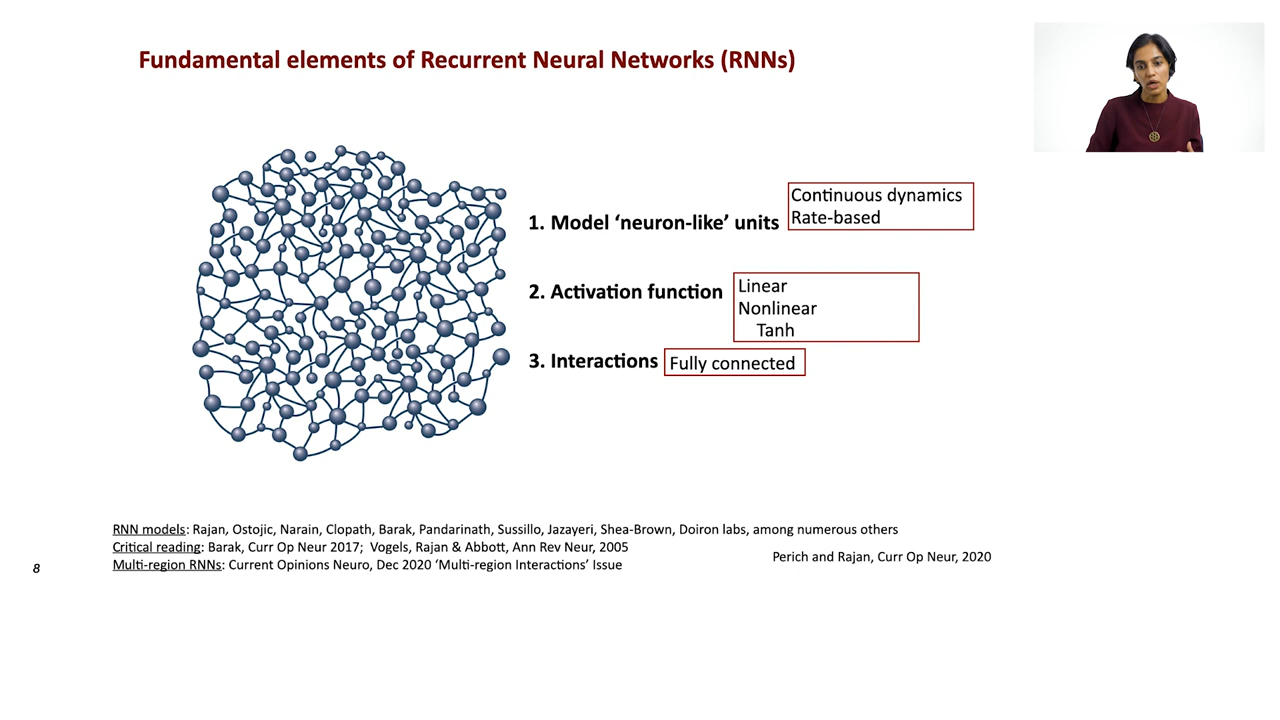 Fundamental elements of Recurrent Neural Networks (RNNs)
1. Model ‘neuron-like’ units
Continuous dynamics
Rate-based
2. Activation function
Linear
Nonlinear
Tanh
3. Interactions
Fully connected
RNN models: Rajan, Ostojic, Narain, Clopath, Barak, Pandarinath, Sussillo, Jazayeri, Shea-Brown, Doiron labs, among numerous others
Critical reading: Barak, Curr Op Neur 2017;  Vogels, Rajan & Abbott, Ann Rev Neur, 2005
Multi-region RNNs: Current Opinions Neuro, Dec 2020 ‘Multi-region Interactions’ Issue
Perich and Rajan, Curr Op Neur, 2020
8